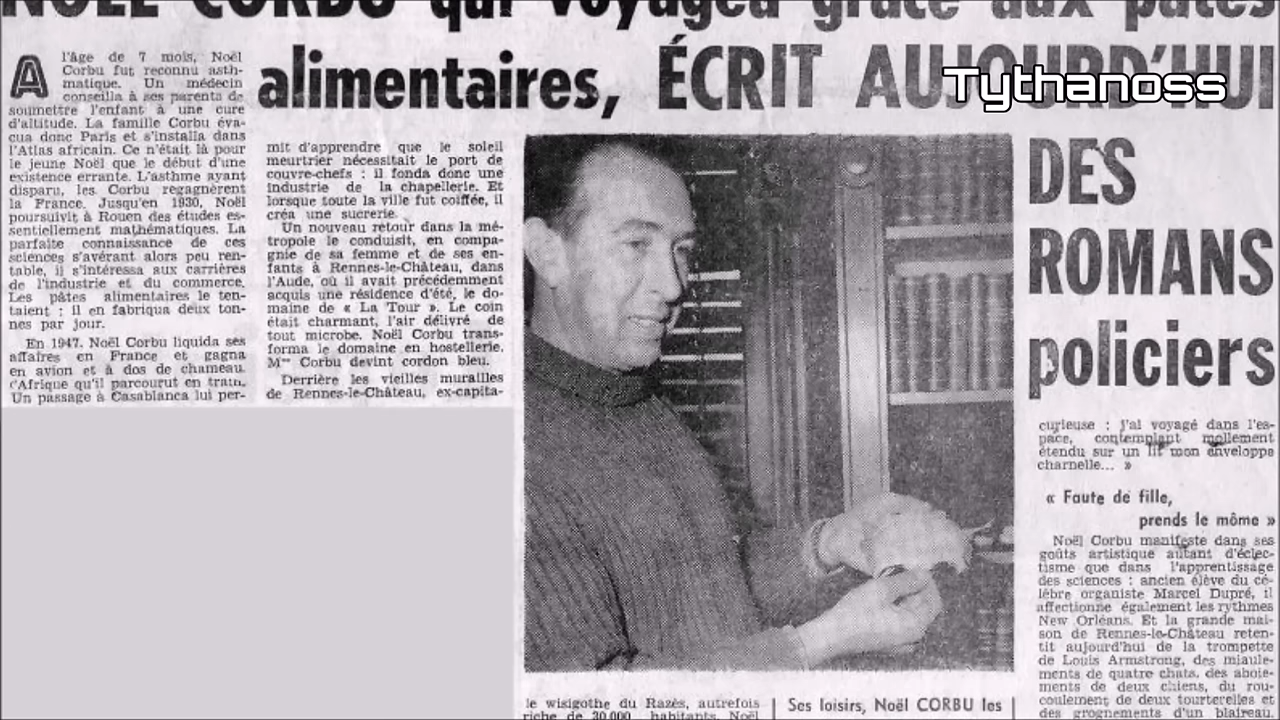 NOËL CORBU qui voyagea grâce aux pâtes
alimentaires, ÉCRIT AUJOURD'HUI
Tythanoss
DES
ROMANS
policiers
A l'âge de 7 mois, Noël
Corbu fut reconnu asth-
matique. Un médecin
conseilla à ses parents de
soumettre l'enfant à une cure
d'altitude. La famille Corbu éva-
cua donc Paris et s'installa dans
l'Atlas africain. Ce n'était là pour
le jeune Noël que le début d'une
existence errante. L'asthme ayant
disparu, les Corbu regagnèrent
la France. Jusqu'en 1930, Noël
poursuivit à Rouen des études es-
sentiellement mathématiques. La
parfaite connaissance de ces
sciences s'avérant alors peu ren-
table, il s'intéressa aux carrières
de l'industrie et du commerce.
Les pâtes alimentaires le ten-
taient : il en fabriqua deux ton-
nes par jour.
En 1947. Noël Corbu liquida ses
affaires en France et gagna
en avion et à dos de chameau.
l'Afrique qu'il parcourut en train.
Un passage à Casablanca lui per-
mit d'apprendre que le soleil
meurtrier nécessitait le port de
couvre-chefs : il fonda donc une
industrie de la chapellerie. Et
lorsque toute la ville fut coiffée, il
créa une sucrerie.
Un nouveau retour dans la mé-
tropole le conduisit, en compa-
gnie de sa femme et de ses en-
fants à Rennes-le-Château, dans
l'Aude, où il avait précédemment
acquis une résidence d'été, le do-
maine de « La Tour ». Le coin
était charmant, l'air délivré de
tout microbe. Noël Corbu trans-
forma le domaine en hostellerie.
Mme Corbu devint cordon bleu.
Derrière les vieilles murailles
de Rennes-le-Château, ex-capita-
le wisigothe du Razès, autrefois
riche de 30.000 habitants, Noël
Ses loisirs, Noël CORBU les
curieuse : j'ai voyagé dans l'es-
pace, contemplant mollement
étendu sur un lit mon enveloppe
charnelle... »
« Faute de fille,
prends le môme »
Noël Corbu manifeste dans ses
goûts artistique autant d'éclec-
tisme que dans l'apprentissage
des sciences : ancien élève du cé-
lèbre organiste Marcel Dupré, il
affectionne également les rythmes
New Orléans. Et la grande mai-
son de Rennes-le-Château reten-
tit aujourd'hui de la trompette
de Louis Armstrong, des miaule-
ments de quatre chats, des aboie-
ments de deux chiens, du rou-
coulement de deux tourterelles et
des grognements d'un blaireau.